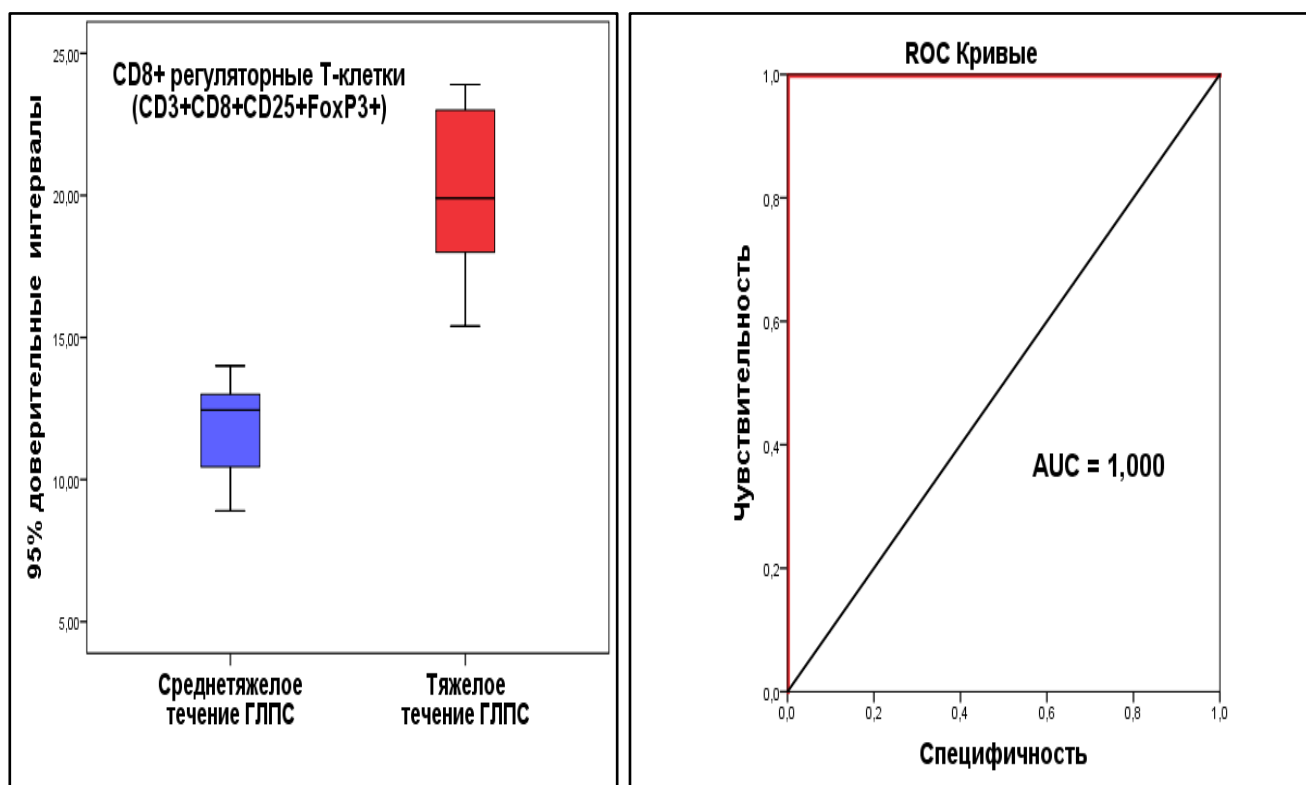 CD8+ регуляторные Т-клетки
(CD3+CD8+CD25+FoxP3+)
95% доверительные интервалы
25,00
20,00
15,00
10,00
5,00
Среднетяжелое
течение ГЛПС
Тяжелое
течение ГЛПС
ROC Кривые
Чувствительность
1,0
0,8
0,6
0,4
0,2
0,0
AUC = 1,000
0,0 0,2 0,4 0,6 0,8 1,0
Специфичность